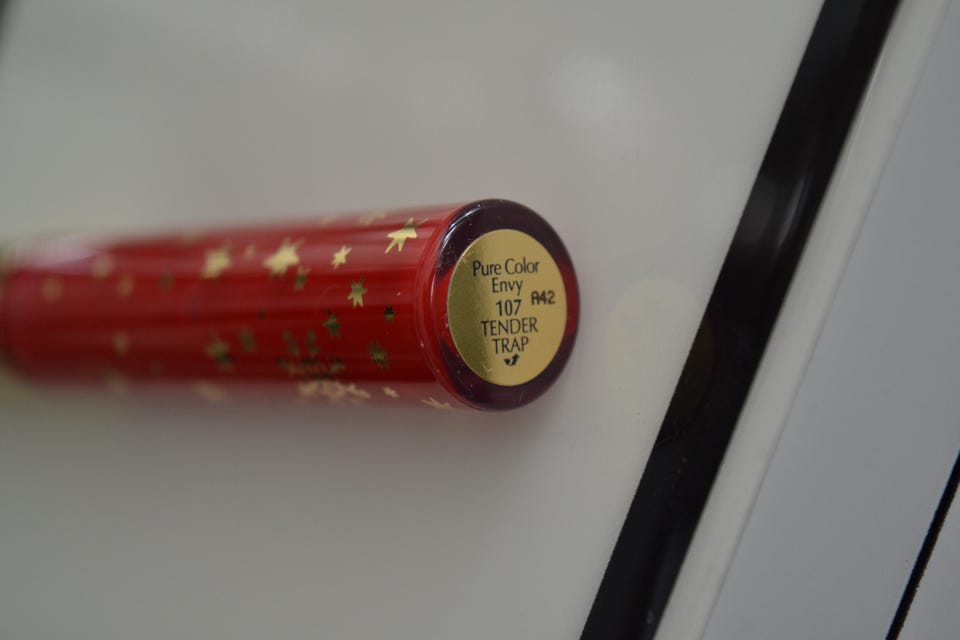 Pure Color
Envy
107 A42
TENDER
TRAP